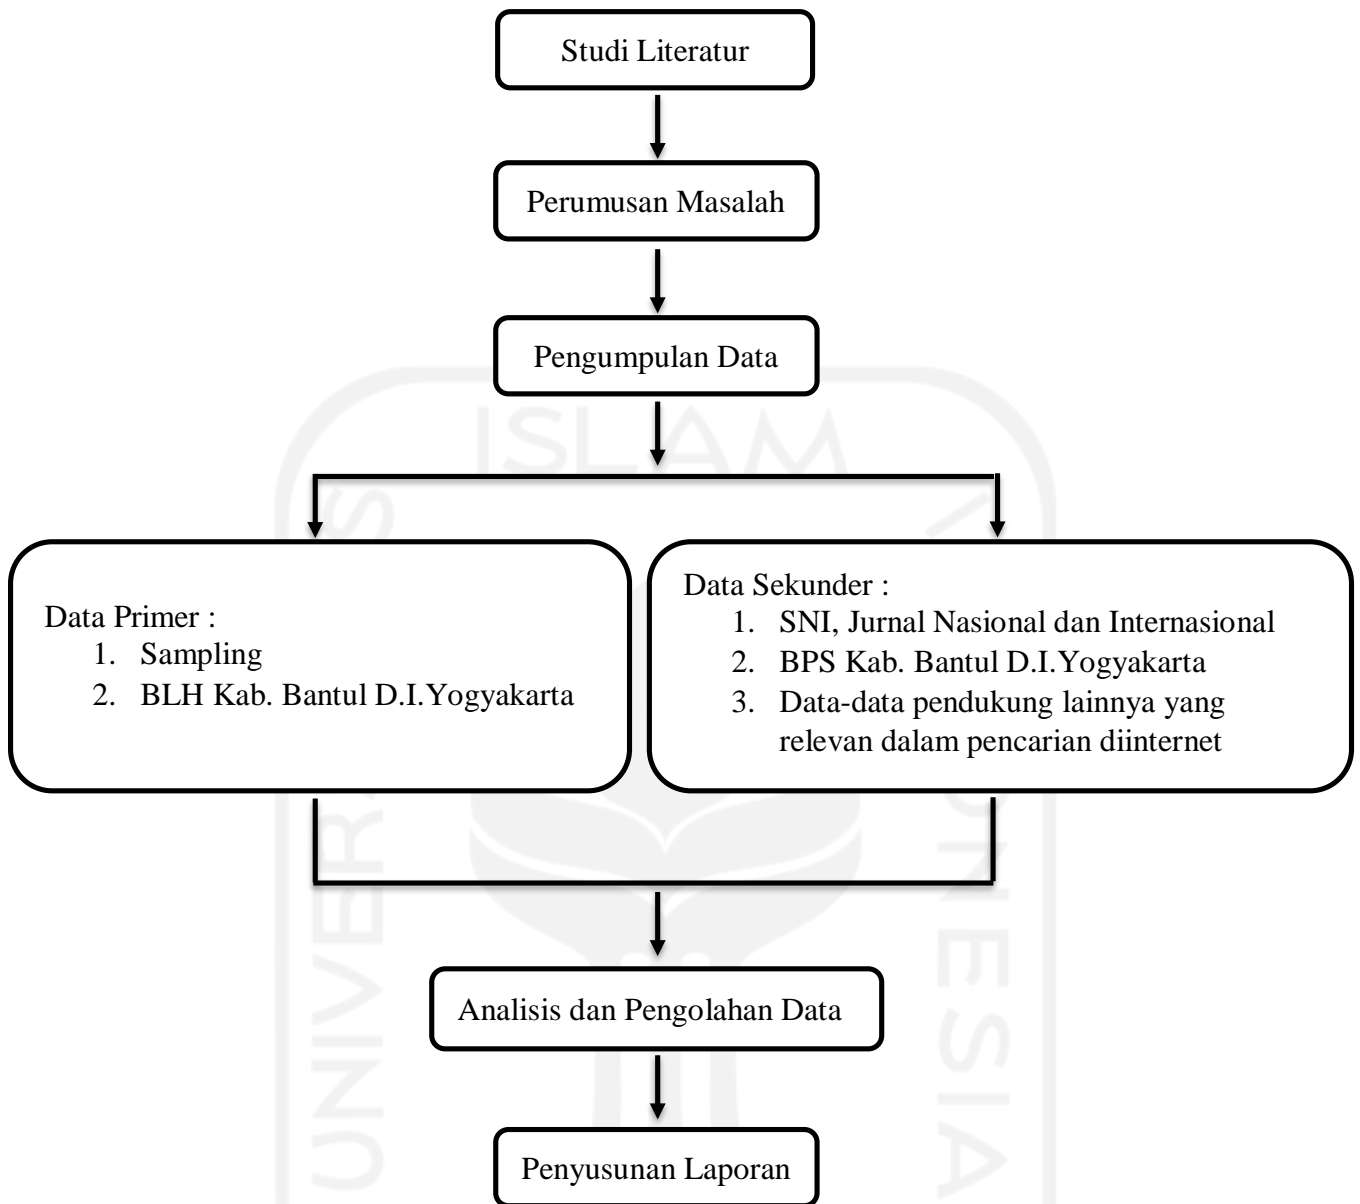 Studi Literatur
Perumusan Masalah
Pengumpulan Data
ISLAM
Data Primer :
1. Sampling
2. BLH Kab. Bantul D.I.Yogyakarta
Data Sekunder :
1. SNI, Jurnal Nasional dan Internasional
2. BPS Kab. Bantul D.I.Yogyakarta
3. Data-data pendukung lainnya yang
relevan dalam pencarian diinternet
Analisis dan Pengolahan Data
Penyusunan Laporan